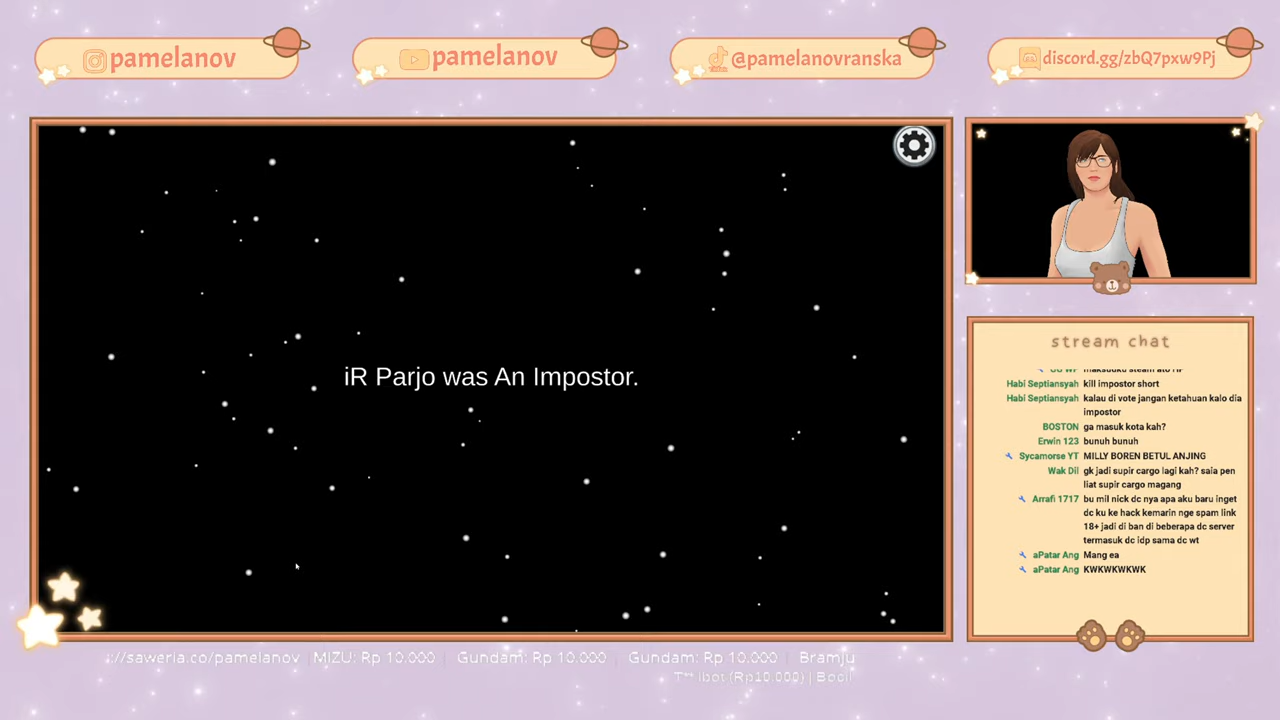 pamelanov
pamelanov
@pamelanovranska
discord.gg/zbQ7pxw9Pj
iR Parjo was An Impostor.
stream chat
Habi Septiansyah kill impostor short
Habi Septiansyah kalau di vote jangan ketahuan kalo dia
impostor
BOSTON ga masuk kota kah?
Erwin 123 bunuh bunuh
Sycamorse YT MILLY BOREN BETUL ANJING
Wak Dil gk jadi supir cargo lagi kah? saia pen
liat supir cargo magang
Arrafi 1717 bu mil nick dc nya apa aku baru inget
dc ku ke hack kemarin nge spam link
18+ jadi di ban di beberapa dc server
termasuk dc idp sama dc wt
aPatar Ang Mang ea
aPatar Ang KWKWKWKWK
://saweria.co/pamelanov | MIZU: Rp 10.000 | Gundam: Rp 10.000 | Gundam: Rp 10.000 | Bramju
(Rp10.000) | Bocil